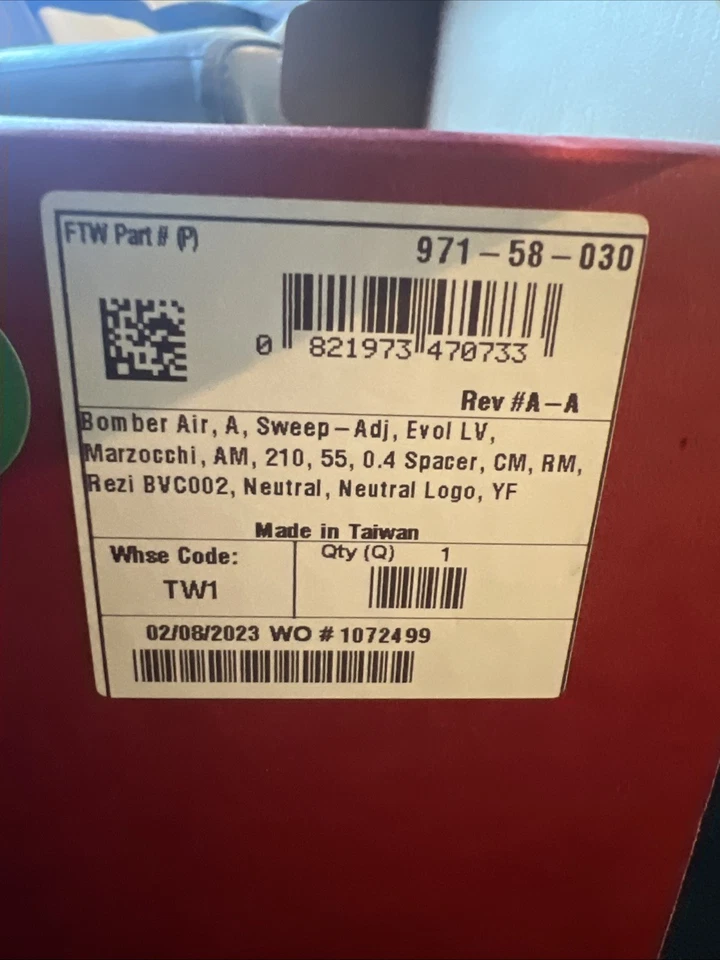 FTW Part # (P)
971-58-030
0 821973 470733
Rev #A-A
Bomber Air, A, Sweep-Adj, Evol LV,
Marzocchi, AM, 210, 55, 0.4 Spacer, CM, RM,
Rezi BVC002, Neutral, Neutral Logo, YF
Made in Taiwan
Whse Code:
TW1
Qty (Q) 1
02/08/2023 WO # 1072499